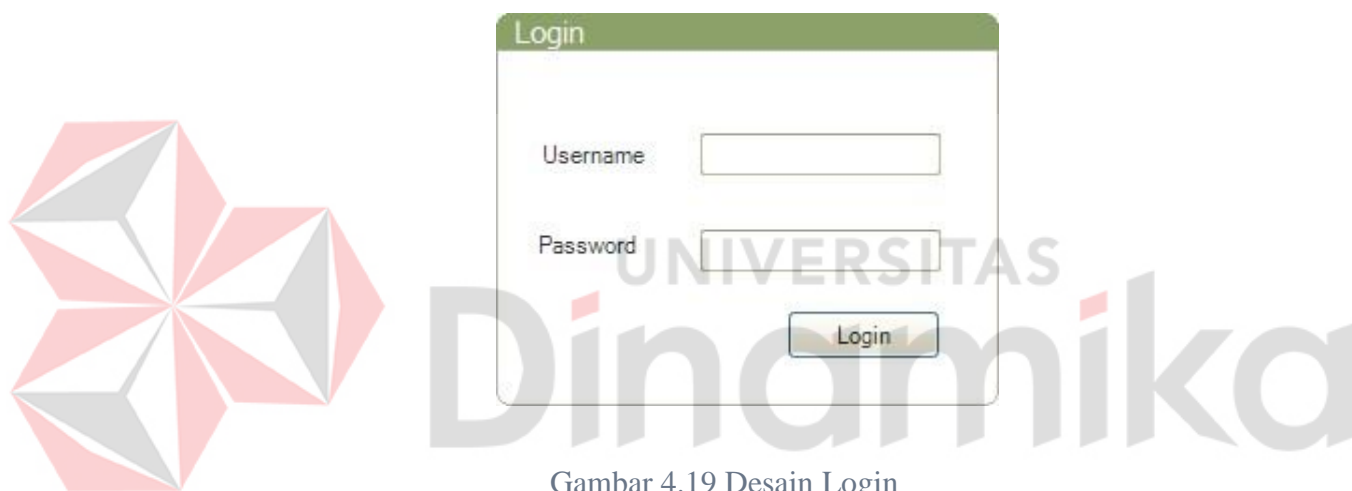 Login
Username
Password
UNIVERSITAS
Dinamika
Login
Gambar 4.19 Desain Login